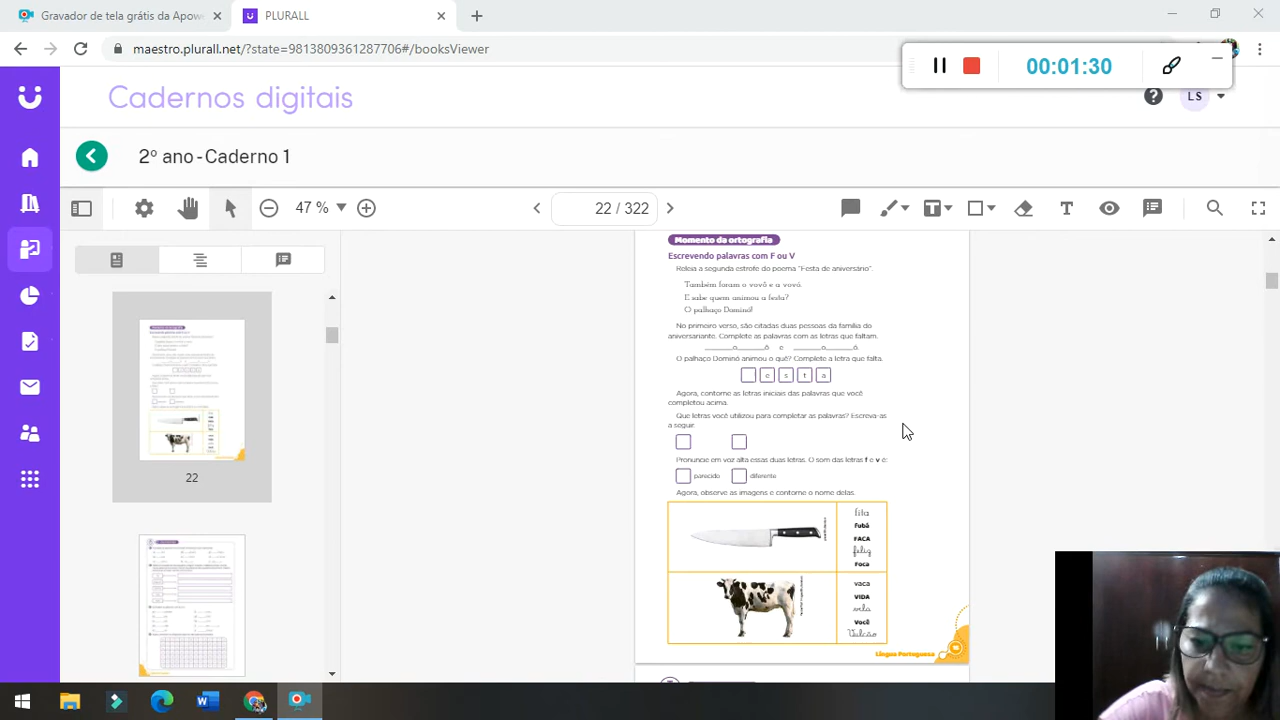 Gravador de tela grátis da Apowe
PLURALL
maestro.plurall.net/?state=9813809361287706#/booksViewer
00:01:30
Cadernos digitais
LS
2º ano - Caderno 1
47 %
22 / 322
22
Momento da ortografia
Escrevendo palavras com F ou V
Releia a segunda estrofe do poema "Festa de aniversário".
Também foram o vovô e a vovó.
E sabe quem animou a festa?
O palhaço Dominó!
No primeiro verso, são citadas duas pessoas da família do
aniversariante. Complete as palavras com as letras que faltam.
______o______ô e ______o______ó.
O palhaço Dominó animou o quê? Complete a letra que falta.
e s t a
Agora, contorne as letras iniciais das palavras que você
completou acima.
Que letras você utilizou para completar as palavras? Escreva-as
a seguir.
Pronuncie em voz alta essas duas letras. O som das letras f e v é:
parecido diferente
Agora, observe as imagens e contorne o nome delas.
fita
fubá
FACA
feliz
Foca
vaca
VIDA
vela
Você
Vulcão
Língua Portuguesa